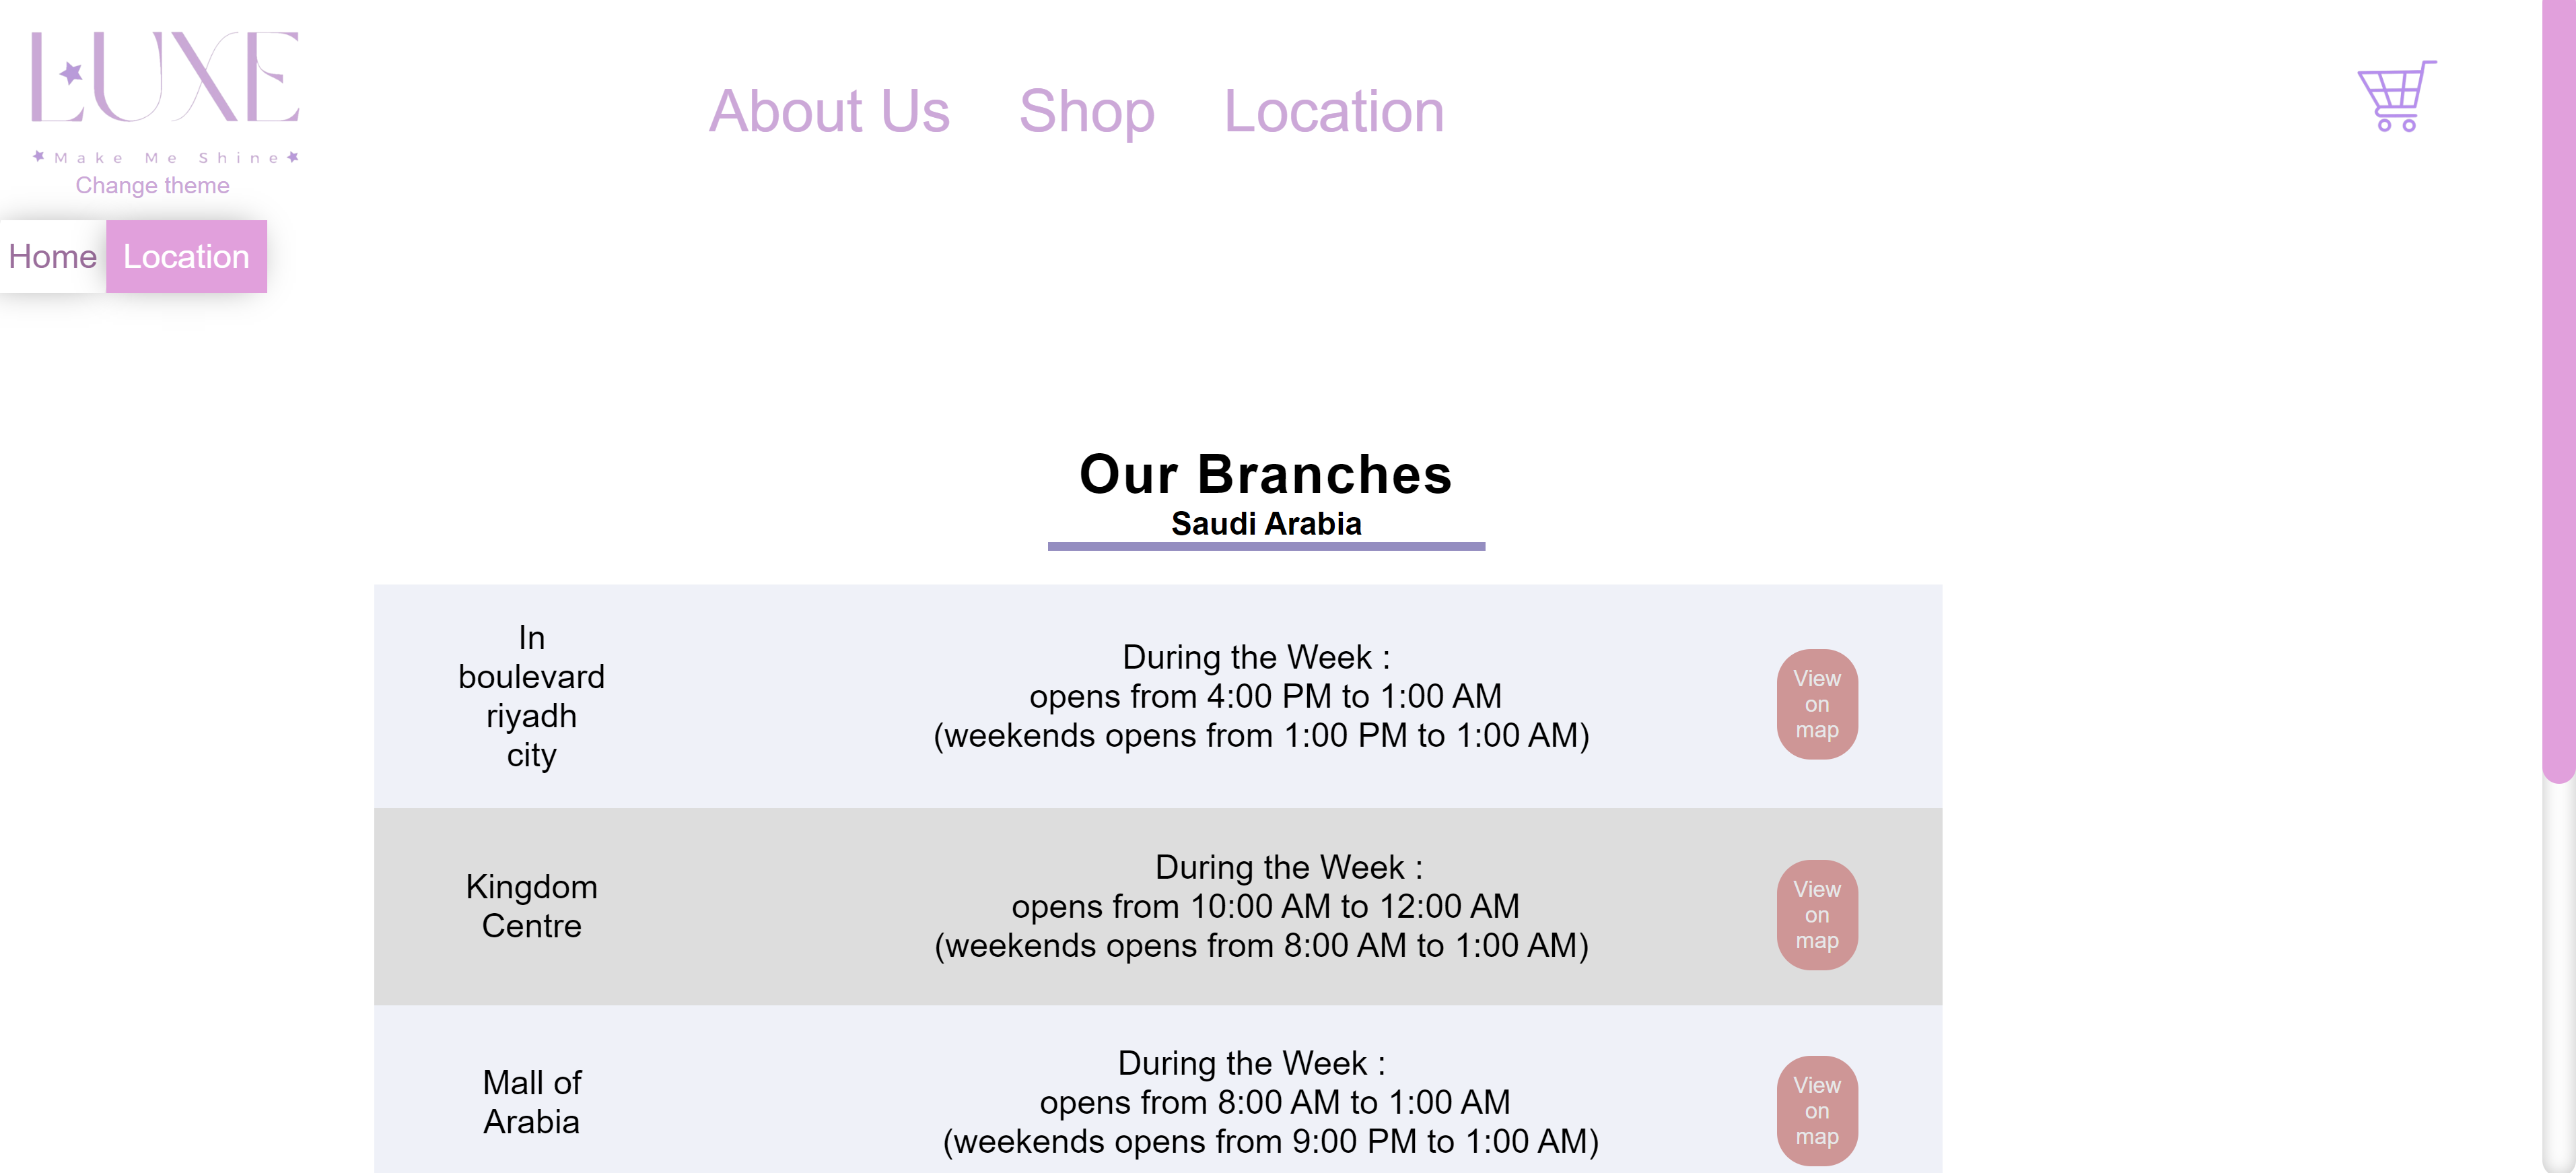 LUXE
Make Me Shine
Change theme
About Us Shop Location
Home Location
Our Branches
Saudi Arabia
In
boulevard
riyadh
city
During the Week :
opens from 4:00 PM to 1:00 AM
(weekends opens from 1:00 PM to 1:00 AM)
View
on
map
Kingdom
Centre
During the Week :
opens from 10:00 AM to 12:00 AM
(weekends opens from 8:00 AM to 1:00 AM)
View
on
map
Mall of
Arabia
During the Week :
opens from 8:00 AM to 1:00 AM
(weekends opens from 9:00 PM to 1:00 AM)
View
on
map